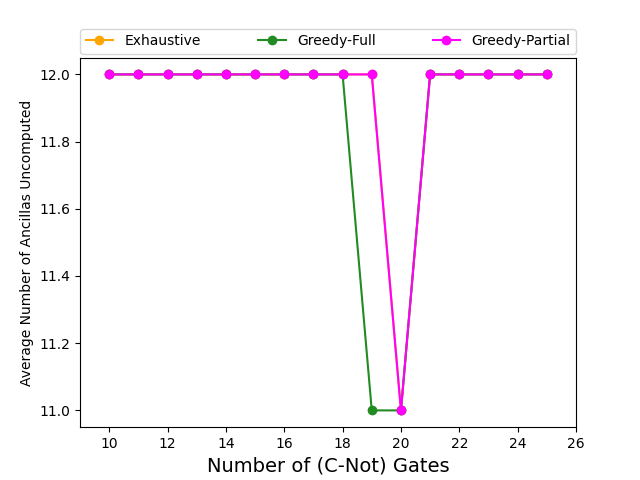 Exhaustive Greedy-Full Greedy-Partial
12.0
11.8
11.6
11.4
11.2
11.0
Average Number of Ancillas Uncomputed
10 12 14 16 18 20 22 24 26
Number of (C-Not) Gates